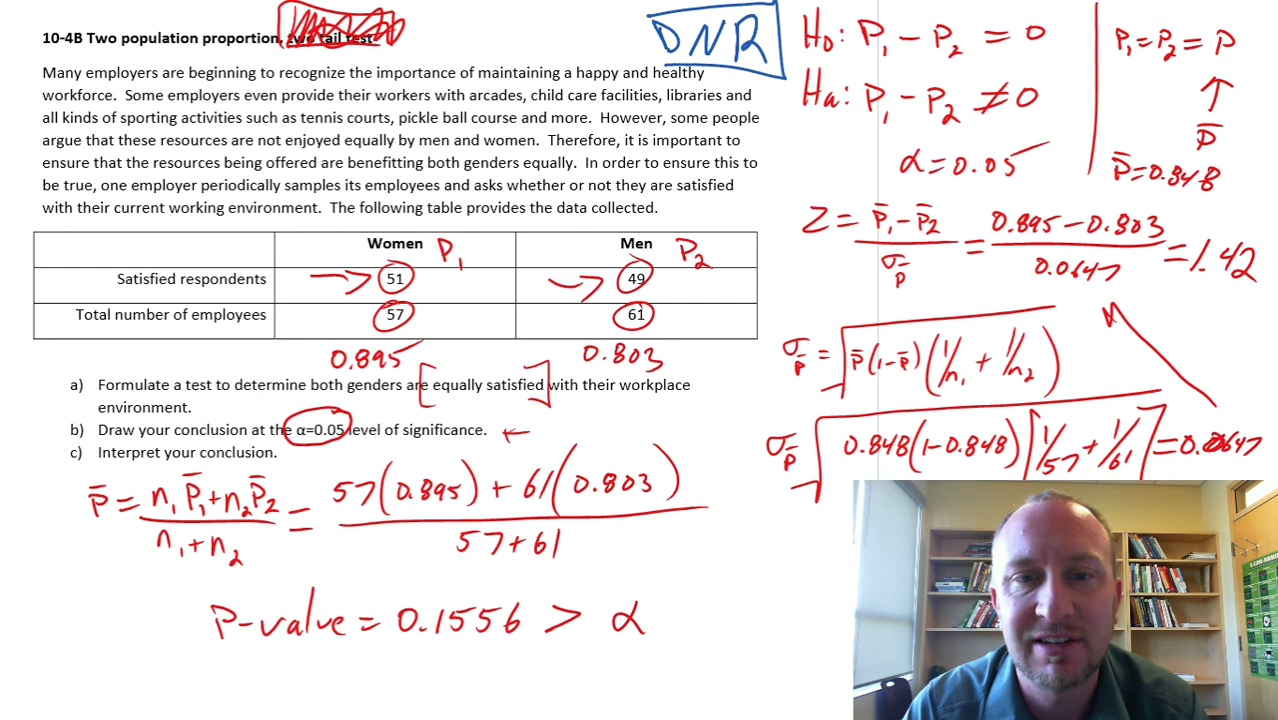 10-4B Two population proportion, two tail test
DNR
Many employers are beginning to recognize the importance of maintaining a happy and healthy
workforce. Some employers even provide their workers with arcades, child care facilities, libraries and
all kinds of sporting activities such as tennis courts, pickle ball course and more. However, some people
argue that these resources are not enjoyed equally by men and women. Therefore, it is important to
ensure that the resources being offered are benefitting both genders equally. In order to ensure this to
be true, one employer periodically samples its employees and asks whether or not they are satisfied
with their current working environment. The following table provides the data collected.
Women P₁ Men P₂
Satisfied respondents → 51 → 49
Total number of employees 57 61
0.895 0.803
a) Formulate a test to determine both genders are [equally satisfied] with their workplace
environment.
b) Draw your conclusion at the α=0.05 level of significance. ←
c) Interpret your conclusion.
p̄ = (n₁p̄₁+n₂p̄₂)/(n₁+n₂) = (57(0.895) + 61(0.803))/(57+61)
P-value = 0.1556 > α
H₀: P₁ - P₂ = 0
Ha: P₁ - P₂ ≠ 0
α=0.05
P₁=P₂=P
↑
p̄
p̄=0.848
Z = (p̄₁-p̄₂)/σp̄ = (0.895-0.803)/0.0647 = 1.42
σp̄ = √(p̄(1-p̄)(1/n₁ + 1/n₂))
σp̄ √(0.848(1-0.848)[1/57 + 1/61]) = 0.0647